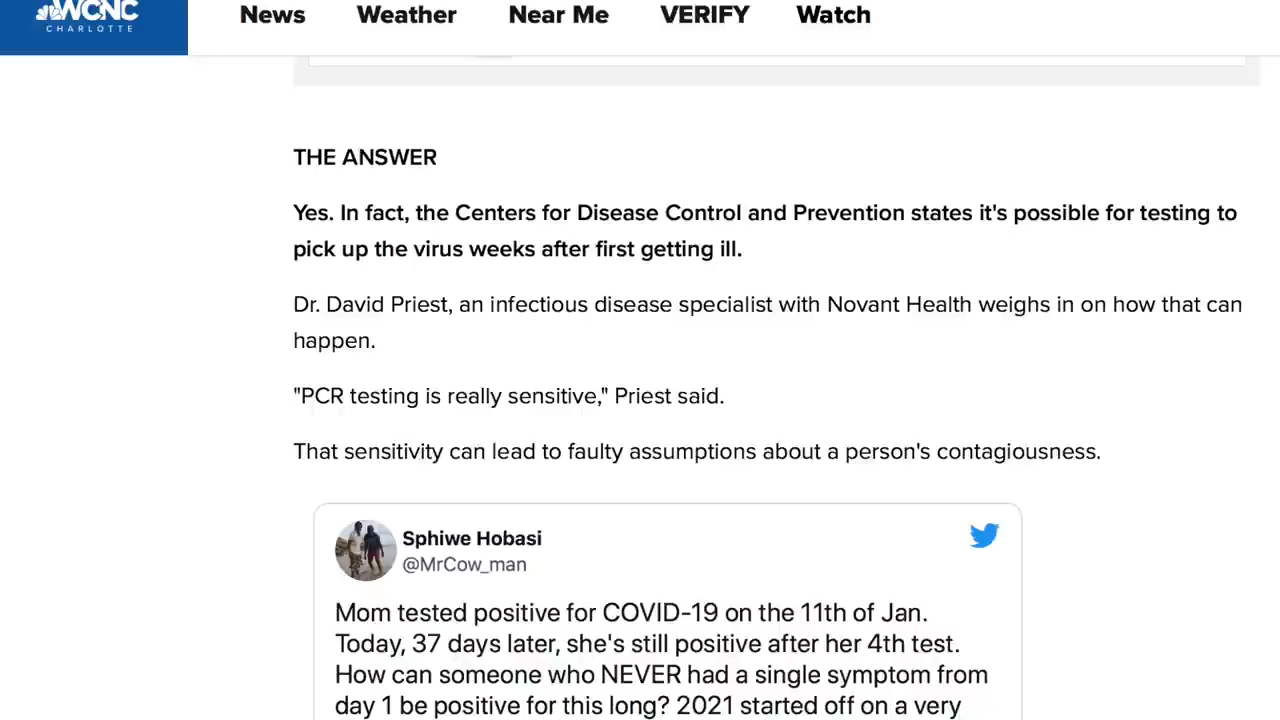 WCNC
CHARLOTTE
News Weather Near Me VERIFY Watch
THE ANSWER
Yes. In fact, the Centers for Disease Control and Prevention states it's possible for testing to
pick up the virus weeks after first getting ill.
Dr. David Priest, an infectious disease specialist with Novant Health weighs in on how that can
happen.
"PCR testing is really sensitive," Priest said.
That sensitivity can lead to faulty assumptions about a person's contagiousness.
Sphiwe Hobasi
@MrCow_man
Mom tested positive for COVID-19 on the 11th of Jan.
Today, 37 days later, she's still positive after her 4th test.
How can someone who NEVER had a single symptom from
day 1 be positive for this long? 2021 started off on a very